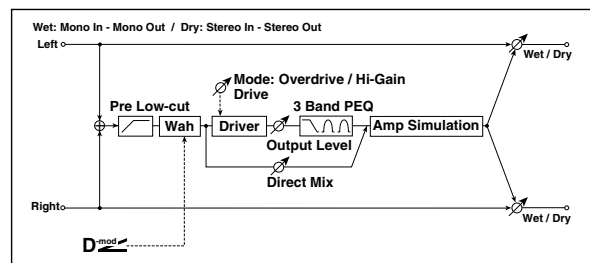 Wet: Mono In - Mono Out / Dry: Stereo In - Stereo Out
Left
Wet / Dry
Mode: Overdrive / Hi-Gain
Drive
Pre Low-cut
3 Band PEQ
Wah
Driver
Amp Simulation
Output Level
Direct Mix
Right
Wet / Dry
D-mod